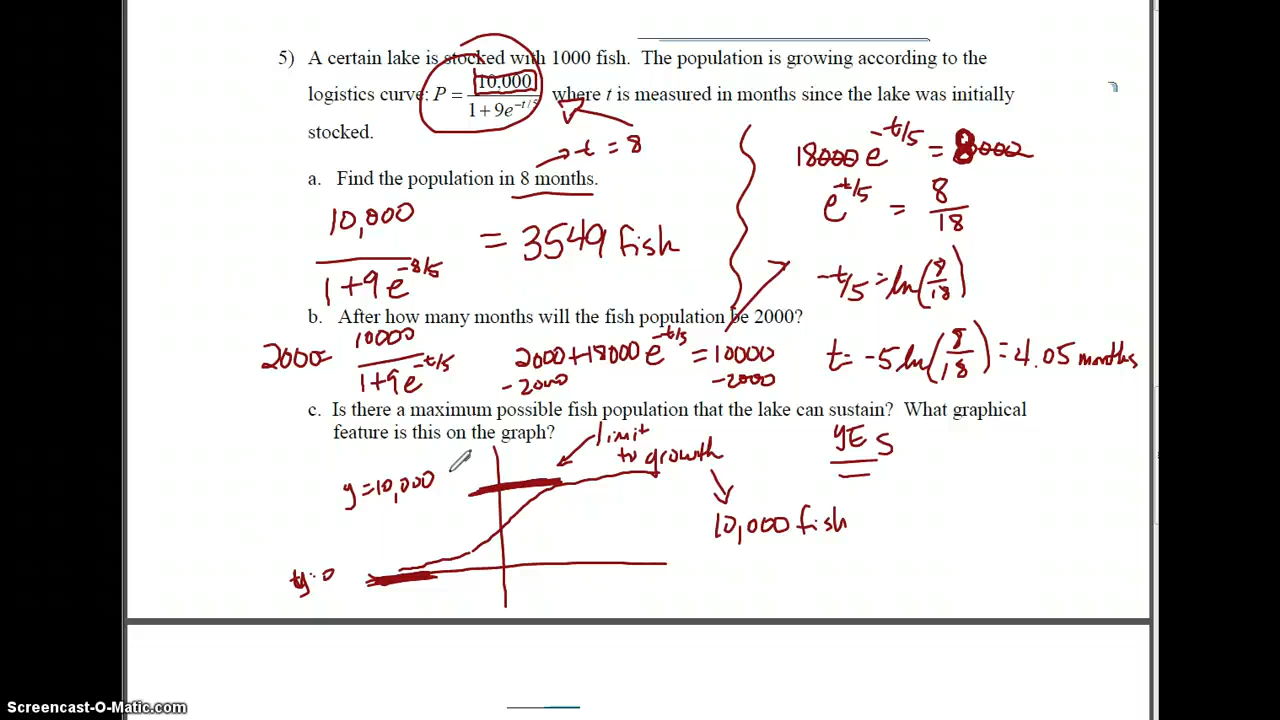 5) A certain lake is stocked with 1000 fish. The population is growing according to the
logistics curve: P = 10,000 / 1+9e^(-t/5) where t is measured in months since the lake was initially
stocked.
→ t = 8
a. Find the population in 8 months.
10,000 / 1+9e^(-8/5) = 3549 fish
b. After how many months will the fish population be 2000?
2000= 10000 / 1+9e^(-t/5)
2000+18000e^(-t/5) = 10000
-2000 -2000
18000e^(-t/5) = 8000
e^(-t/5) = 8/18
-t/5 = ln(8/18)
t= -5ln(8/18) = 4.05 months
c. Is there a maximum possible fish population that the lake can sustain? What graphical
feature is this on the graph?
YES
limit
to growth
10,000 fish
y=10,000
y=0
Screencast-O-Matic.com